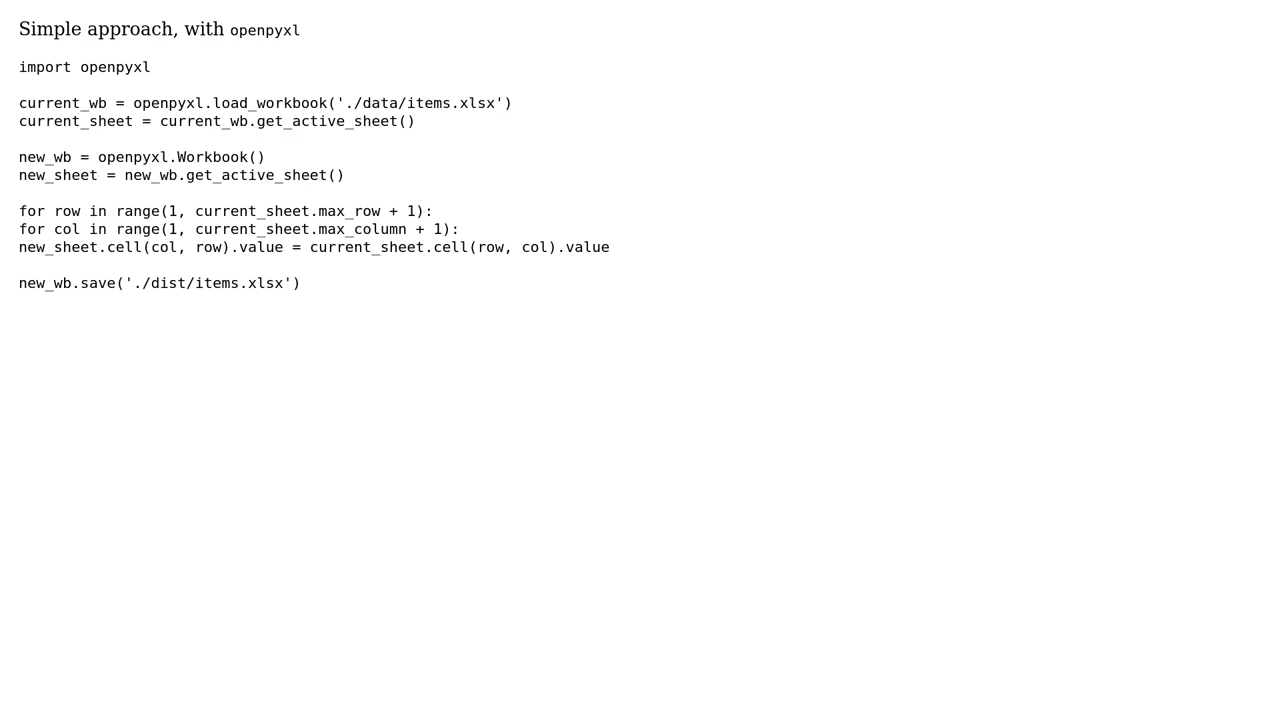 Simple approach, with openpyxl
import openpyxl
current_wb = openpyxl.load_workbook('./data/items.xlsx')
current_sheet = current_wb.get_active_sheet()
new_wb = openpyxl.Workbook()
new_sheet = new_wb.get_active_sheet()
for row in range(1, current_sheet.max_row + 1):
for col in range(1, current_sheet.max_column + 1):
new_sheet.cell(col, row).value = current_sheet.cell(row, col).value
new_wb.save('./dist/items.xlsx')